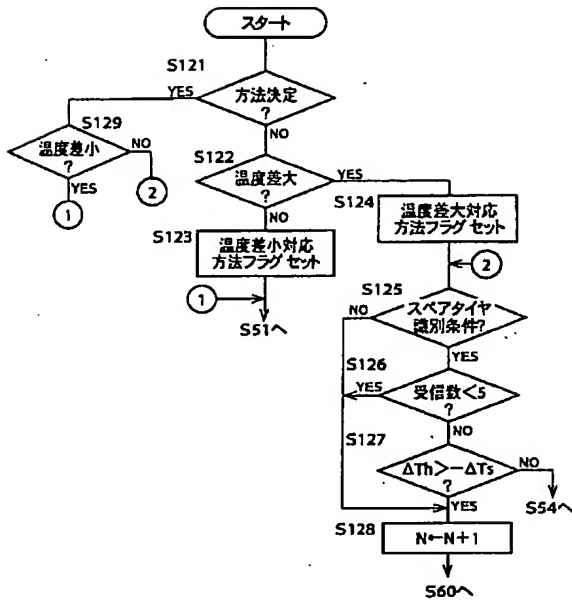 スタート
S121
方法決定
?
YES
NO
S129
温度差小
?
NO
YES
1
2
S122
温度差大
?
YES
NO
S123
温度差小対応
方法フラグセット
1
S51へ
S124
温度差大対応
方法フラグセット
2
S125
スペアタイヤ
識別条件?
NO
YES
S126
受信数<5
?
YES
NO
S127
ΔTh>-ΔTs
?
NO
YES
S54へ
S128
N←N+1
S60へ